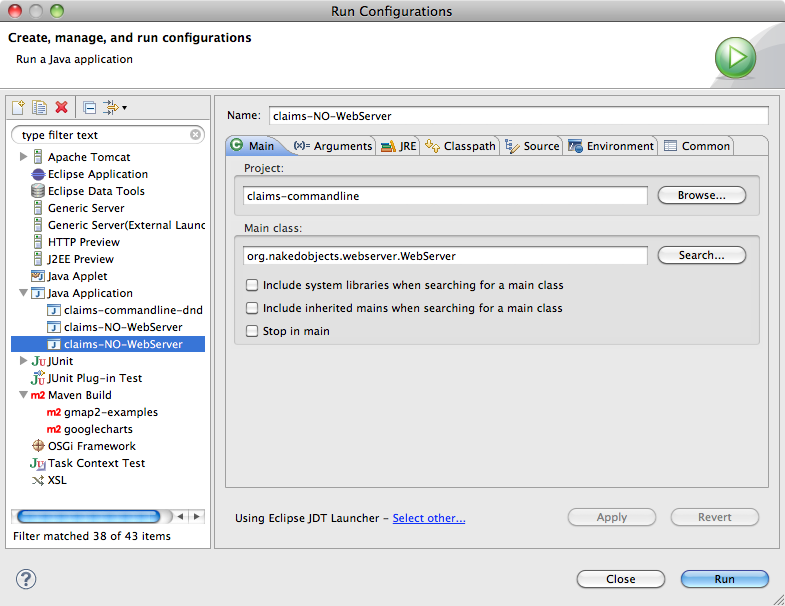 Run Configurations
Create, manage, and run configurations
Run a Java application
type filter text
Apache Tomcat
Eclipse Application
Eclipse Data Tools
Generic Server
Generic Server(External Launc
HTTP Preview
J2EE Preview
Java Applet
Java Application
claims-commandline-dnd
claims-NO-WebServer
claims-NO-WebServer
JUnit
JUnit Plug-in Test
m2 Maven Build
m2 gmap2-examples
m2 googlecharts
OSGi Framework
Task Context Test
XSL
Filter matched 38 of 43 items
Name: claims-NO-WebServer
Main (x)= Arguments JRE Classpath Source Environment Common
Project:
claims-commandline Browse...
Main class:
org.nakedobjects.webserver.WebServer Search...
Include system libraries when searching for a main class
Include inherited mains when searching for a main class
Stop in main
Using Eclipse JDT Launcher - Select other... Apply Revert
? Close Run